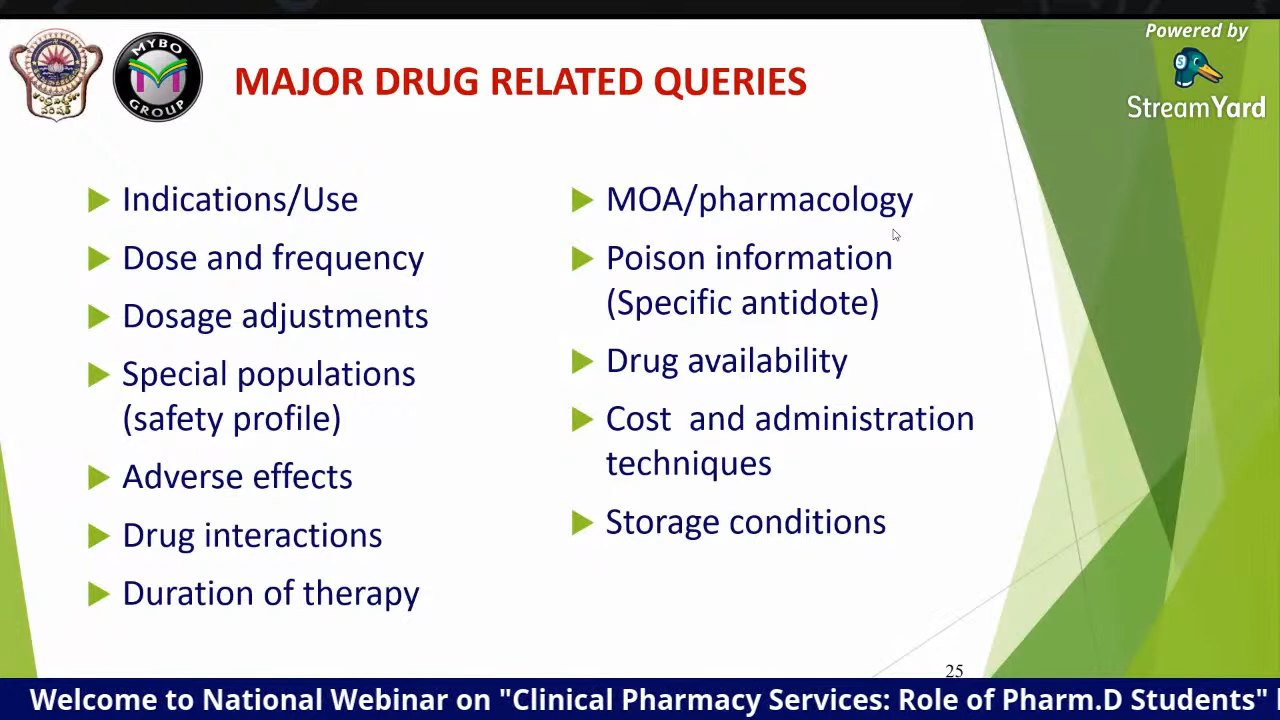 MYBO
GROUP
MAJOR DRUG RELATED QUERIES
Powered by
StreamYard
Indications/Use
Dose and frequency
Dosage adjustments
Special populations
(safety profile)
Adverse effects
Drug interactions
Duration of therapy
MOA/pharmacology
Poison information
(Specific antidote)
Drug availability
Cost and administration
techniques
Storage conditions
25
Welcome to National Webinar on "Clinical Pharmacy Services: Role of Pharm.D Students"